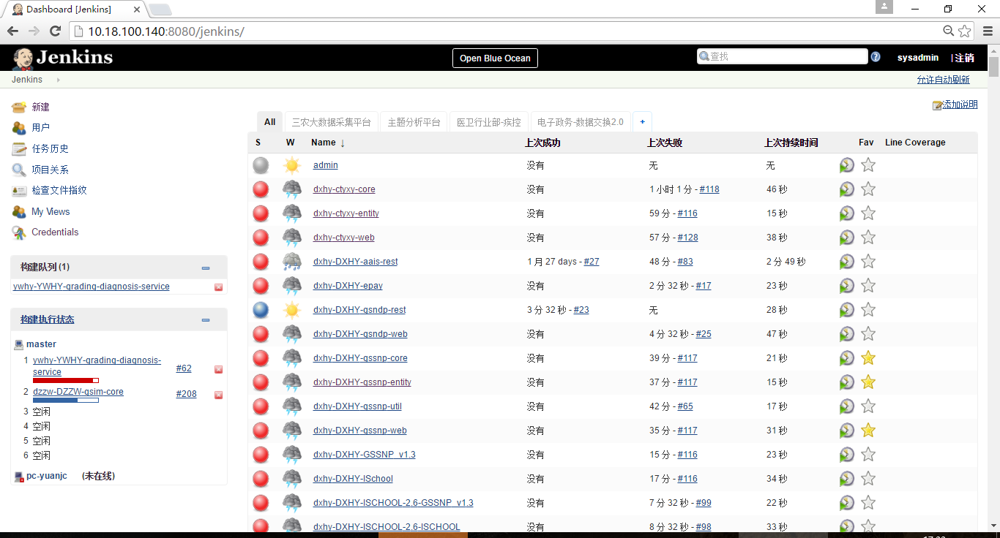 Dashboard [Jenkins]
10.18.100.140:8080/jenkins/
Jenkins
Open Blue Ocean
查找
sysadmin
|注销
Jenkins
允许自动刷新
新建
用户
任务历史
项目关系
检查文件指纹
My Views
Credentials
构建队列 (1)
ywhy-YWHY-grading-diagnosis-service
构建执行状态
master
1 ywhy-YWHY-grading-diagnosis-
service #62
2 dzzw-DZZW-gsim-core #208
3 空闲
4 空闲
5 空闲
6 空闲
pc-yuanjc (未在线)
添加说明
All 三农大数据采集平台 主题分析平台 医卫行业部-疾控 电子政务-数据交换2.0 +
S W Name ↓ 上次成功 上次失败 上次持续时间 Fav Line Coverage
admin 没有 无 无
dxhy-ctyxy-core 没有 1 小时 1 分 - #118 46 秒
dxhy-ctyxy-entity 没有 59 分 - #116 15 秒
dxhy-ctyxy-web 没有 57 分 - #128 38 秒
dxhy-DXHY-aais-rest 1 月 27 days - #27 48 分 - #83 2 分 49 秒
dxhy-DXHY-epay 没有 2 分 32 秒 - #17 23 秒
dxhy-DXHY-gsndp-rest 3 分 32 秒 - #23 无 28 秒
dxhy-DXHY-gsndp-web 没有 4 分 32 秒 - #25 47 秒
dxhy-DXHY-gssnp-core 没有 39 分 - #117 21 秒
dxhy-DXHY-gssnp-entity 没有 37 分 - #117 15 秒
dxhy-DXHY-gssnp-util 没有 42 分 - #65 17 秒
dxhy-DXHY-gssnp-web 没有 35 分 - #117 31 秒
dxhy-DXHY-GSSNP_v1.3 没有 15 分 - #116 23 秒
dxhy-DXHY-ISchool 没有 17 分 - #116 34 秒
dxhy-DXHY-ISCHOOL-2.6-GSSNP_v1.3 没有 7 分 32 秒 - #99 22 秒
dxhy-DXHY-ISCHOOL-2.6-ISCHOOL 没有 8 分 32 秒 - #98 33 秒